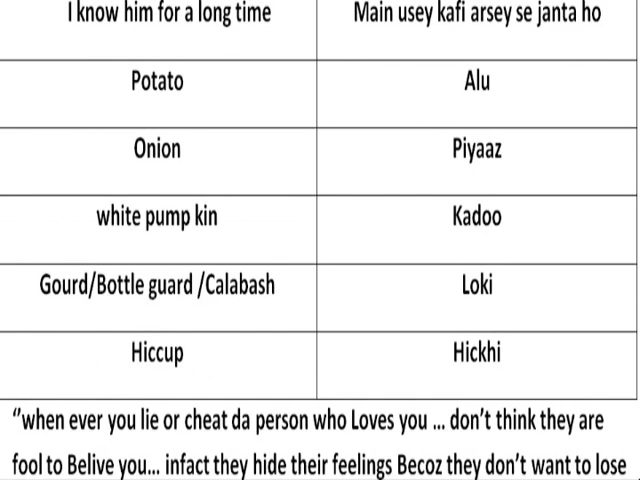 I know him for a long time Main usey kafi arsey se janta ho
Potato Alu
Onion Piyaaz
white pump kin Kadoo
Gourd/Bottle guard /Calabash Loki
Hiccup Hickhi
"when ever you lie or cheat da person who Loves you ... don't think they are
fool to Belive you... infact they hide their feelings Becoz they don't want to lose